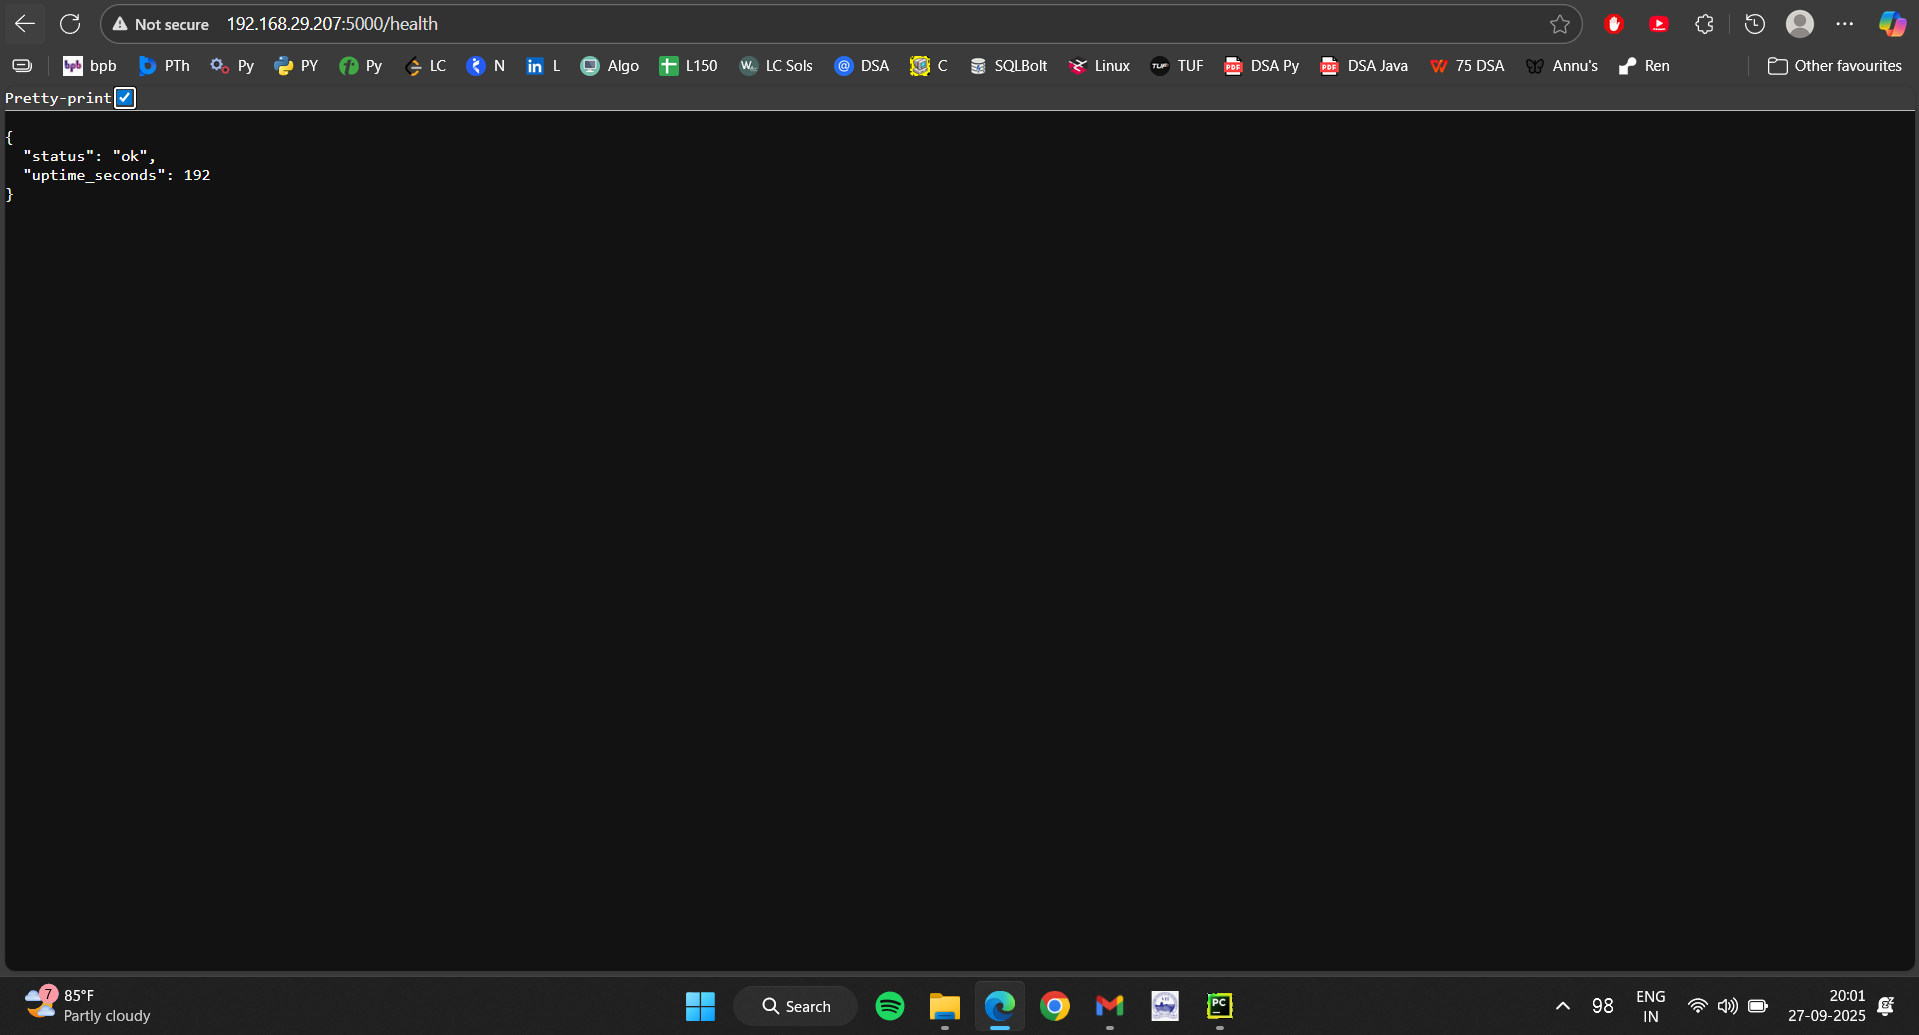 Not secure 192.168.29.207:5000/health
bpb PTh Py PY Py LC N L Algo L150 LC Sols DSA C SQLBolt Linux TUF DSA Py DSA Java 75 DSA Annu's Ren Other favourites
Pretty-print
{
"status": "ok",
"uptime_seconds": 192
}
7 85°F
Partly cloudy
Search
98
ENG
IN
20:01
27-09-2025